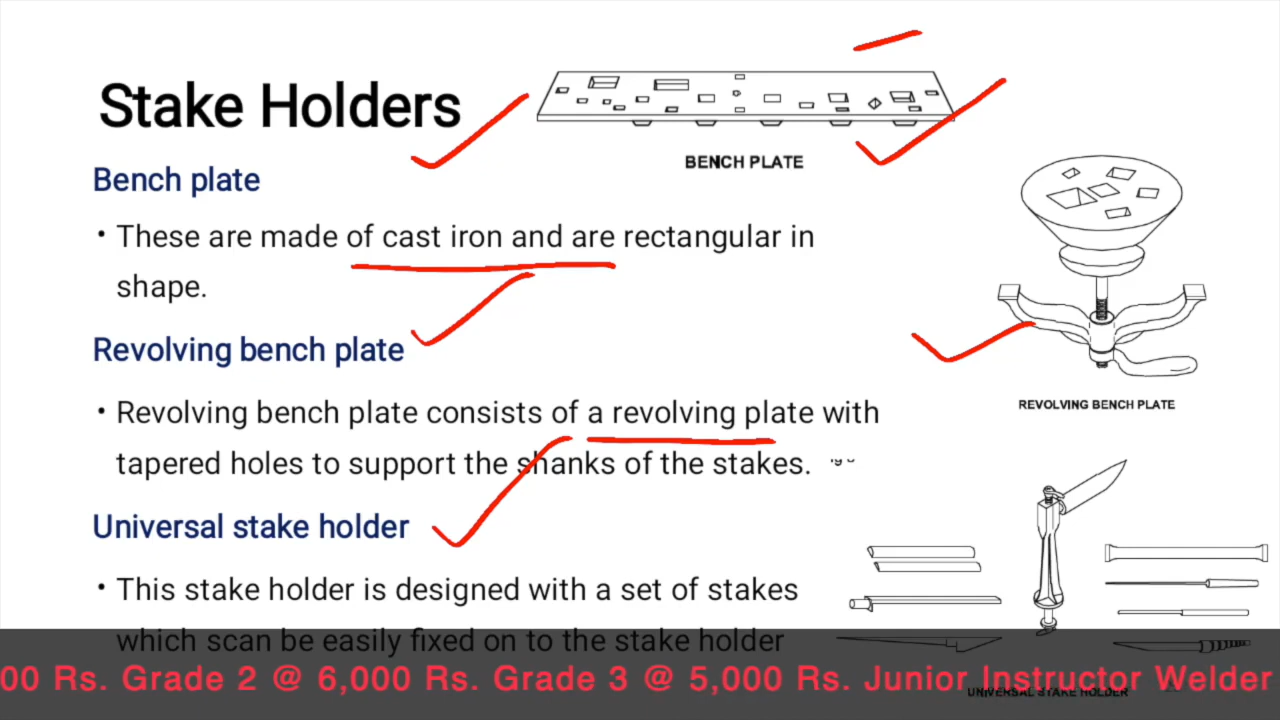 Stake Holders
BENCH PLATE
Bench plate
• These are made of cast iron and are rectangular in
shape.
Revolving bench plate
REVOLVING BENCH PLATE
• Revolving bench plate consists of a revolving plate with
tapered holes to support the shanks of the stakes.
Universal stake holder
• This stake holder is designed with a set of stakes
which scan be easily fixed on to the stake holder
00 Rs. Grade 2 @ 6,000 Rs. Grade 3 @ 5,000 Rs. Junior Instructor Welder
UNIVERSAL STAKE HOLDER